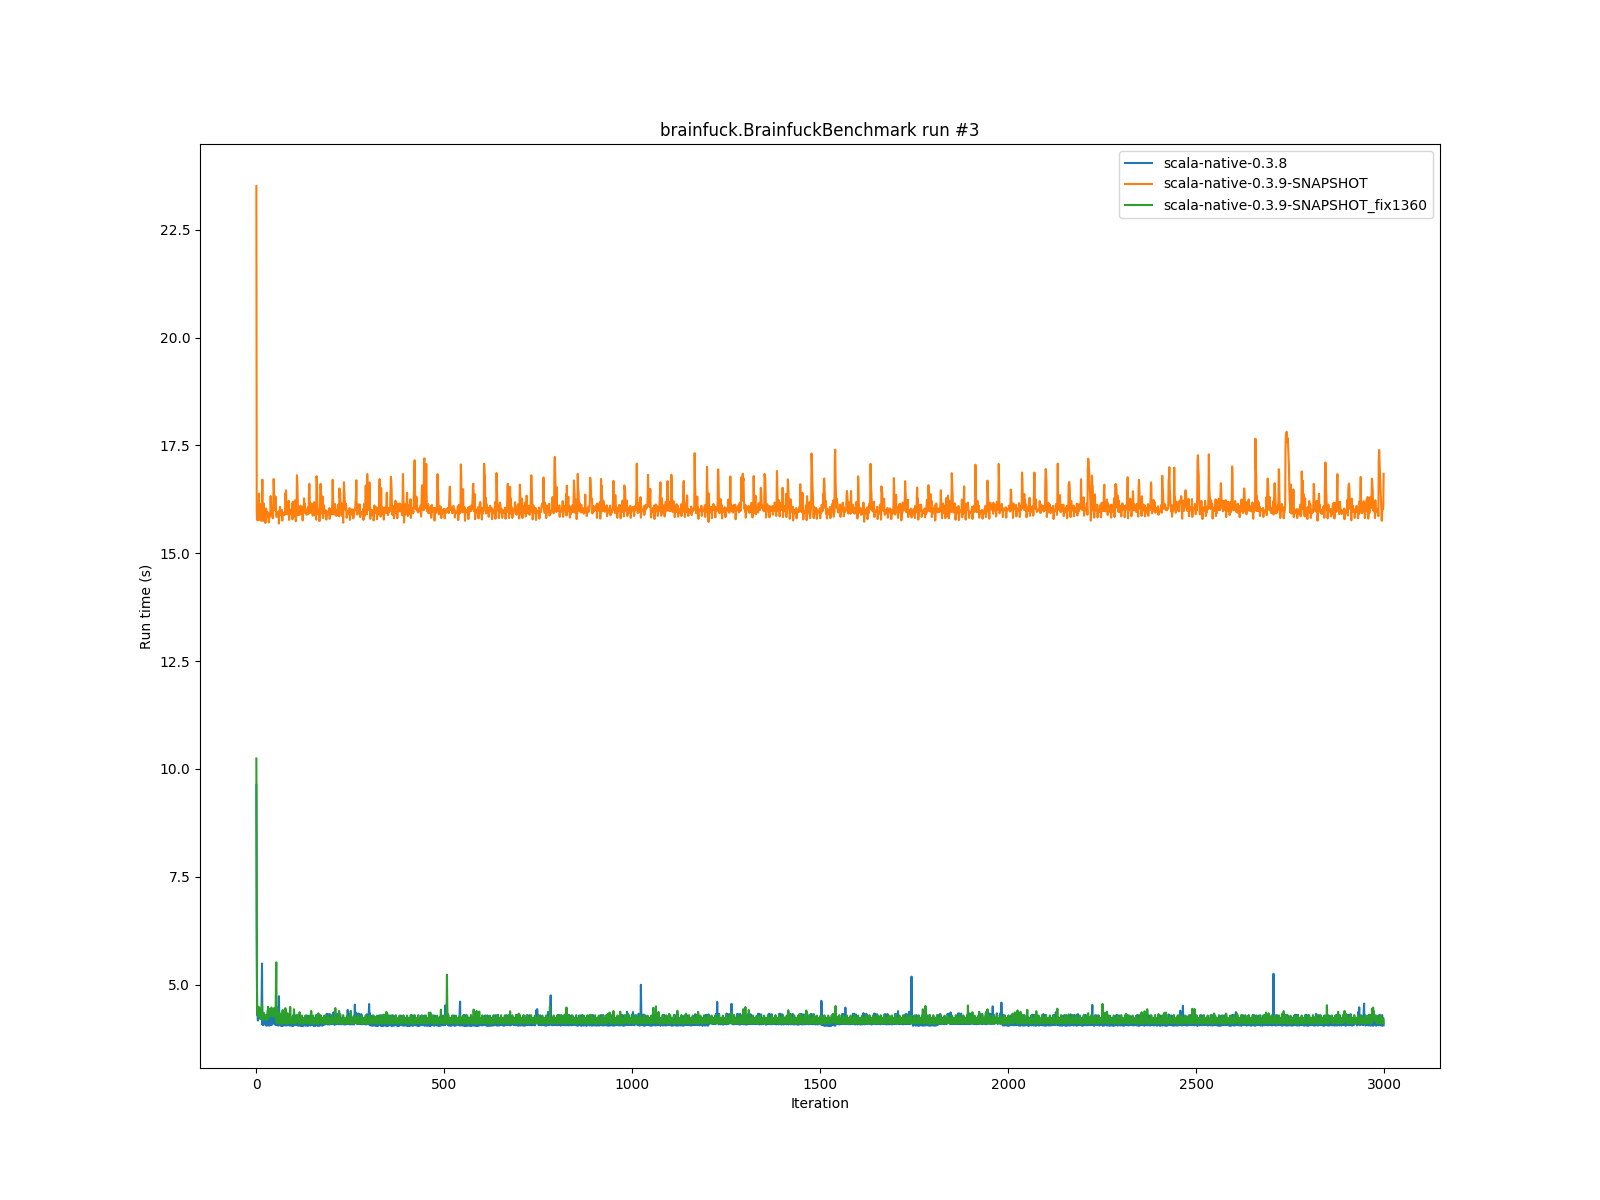 brainfuck.BrainfuckBenchmark run #3
scala-native-0.3.8
scala-native-0.3.9-SNAPSHOT
scala-native-0.3.9-SNAPSHOT_fix1360
22.5
20.0
17.5
15.0
12.5
10.0
7.5
5.0
Run time (s)
0 500 1000 1500 2000 2500 3000
Iteration